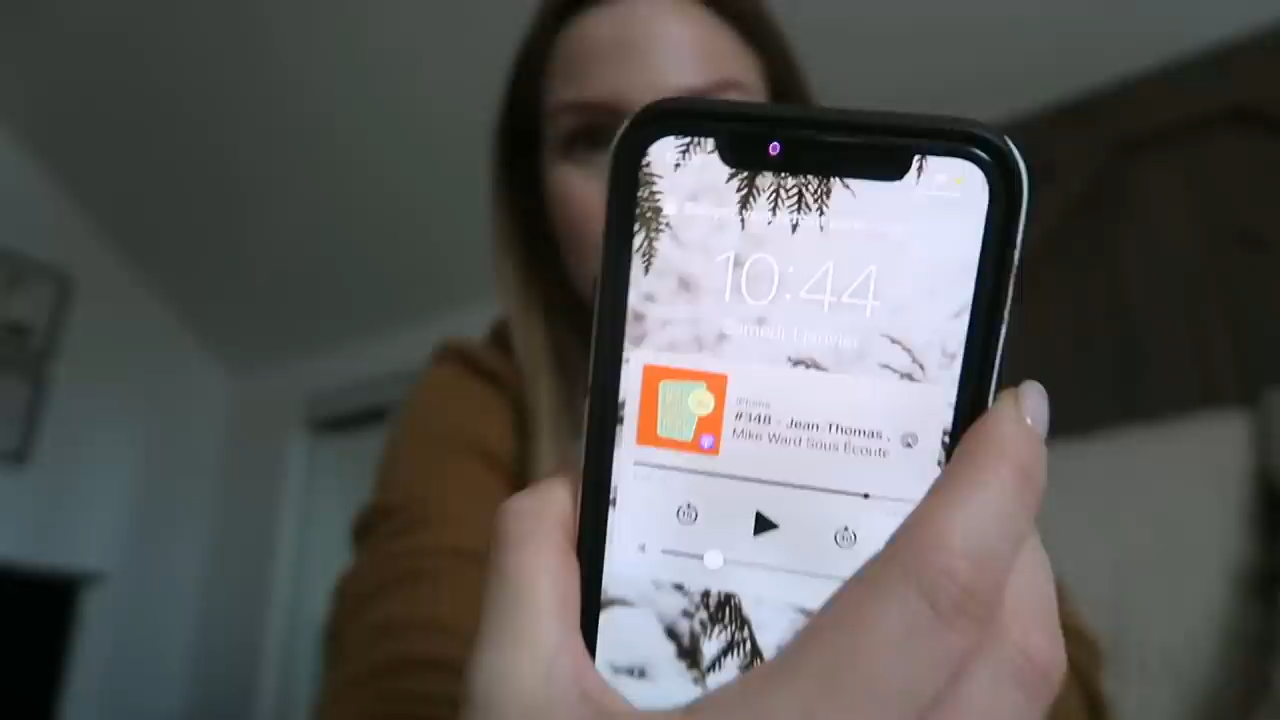 10:44
Samedi 1 janvier
iPhone
#348 - Jean-Thomas
Mike Ward Sous Écoute